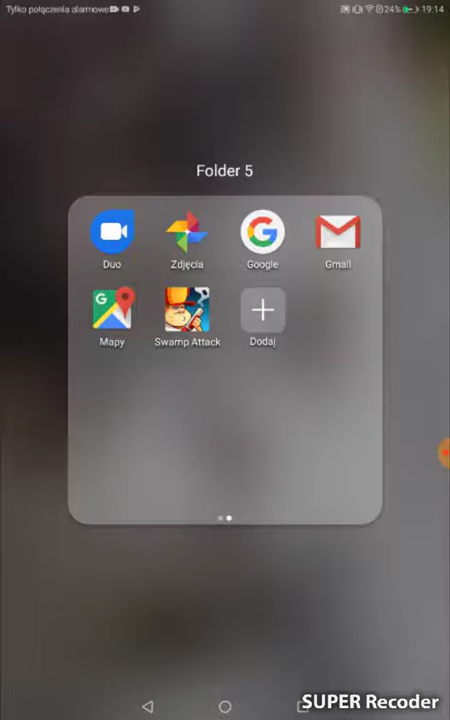 Tylko połączenia alarmowe 24% 19:14
Folder 5
Duo Zdjęcia Google Gmail
G
Mapy Swamp Attack Dodaj
SUPER Recoder